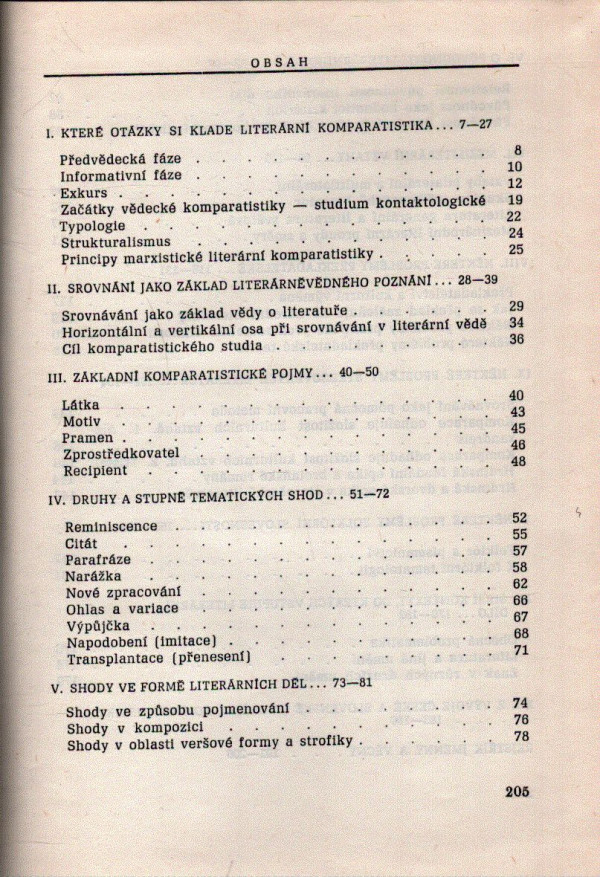 OBSAH
I. KTERÉ OTÁZKY SI KLADE LITERÁRNÍ KOMPARATISTIKA... 7—27
Předvědecká fáze . . . . . . . . . . 8
Informativní fáze . . . . . . . . . . 10
Exkurs . . . . . . . . . . . . 12
Začátky vědecké komparatistiky — studium kontaktologické 19
Typologie . . . . . . . . . . . . 22
Strukturalismus . . . . . . . . . . 24
Principy marxistické literární komparatistiky . . . . . 25
II. SROVNÁNÍ JAKO ZÁKLAD LITERÁRNĚVĚDNÉHO POZNÁNÍ... 28—39
Srovnávání jako základ vědy o literatuře . . . . . . 29
Horizontální a vertikální osa při srovnávání v literární vědě 34
Cíl komparatistického studia . . . . . . . . 36
III. ZÁKLADNÍ KOMPARATISTICKÉ POJMY... 40—50
Látka . . . . . . . . . . . . 40
Motiv . . . . . . . . . . . . 43
Pramen . . . . . . . . . . . . 45
Zprostředkovatel . . . . . . . . . . 46
Recipient . . . . . . . . . . . . 48
IV. DRUHY A STUPNĚ TEMATICKÝCH SHOD... 51—72
Reminiscence . . . . . . . . . . . 52
Citát . . . . . . . . . . . . 55
Parafráze . . . . . . . . . . . . 57
Narážka . . . . . . . . . . . . 58
Nové zpracování . . . . . . . . . . 62
Ohlas a variace . . . . . . . . . . 66
Výpůjčka . . . . . . . . . . . . 67
Napodobení (imitace) . . . . . . . . . 68
Transplantace (přenesení) . . . . . . . . 71
V. SHODY VE FORMĚ LITERÁRNÍCH DĚL... 73—81
Shody ve způsobu pojmenování . . . . . . . 74
Shody v kompozici . . . . . . . . . . 76
Shody v oblasti veršové formy a strofiky . . . . . . 78
205